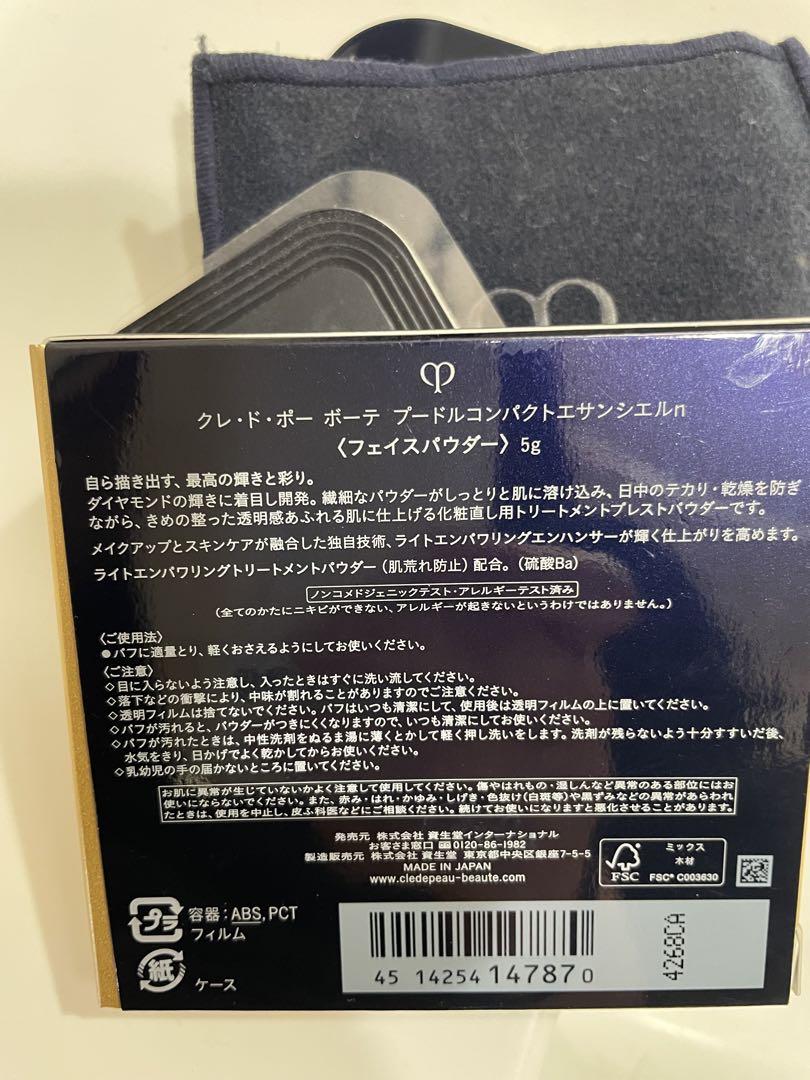 クレ・ド・ポー ボーテ プードルコンパクトエサンシエルn
〈フェイスパウダー〉5g
自ら描き出す、最高の輝きと彩り。
ダイヤモンドの輝きに着目し開発。繊細なパウダーがしっとりと肌に溶け込み、日中のテカリ・乾燥を防ぎ
ながら、きめの整った透明感あふれる肌に仕上げる化粧直し用トリートメントプレストパウダーです。
メイクアップとスキンケアが融合した独自技術、ライトエンパワリングエンハンサーが輝く仕上がりを高めます。
ライトエンパワリングトリートメントパウダー（肌荒れ防止）配合。（硫酸Ba）
ノンコメドジェニックテスト・アレルギーテスト済み
（全てのかたにニキビができない、アレルギーが起きないというわけではありません。）
〈ご使用法〉
●パフに適量とり、軽くおさえるようにしてお使いください。
〈ご注意〉
◇目に入らないよう注意し、入ったときはすぐに洗い流してください。
◇落下などの衝撃により、中味が割れることがありますのでご注意ください。
◇透明フィルムは捨てないでください。パフはいつも清潔にして、使用後は透明フィルムの上に置いてください。
◇パフが汚れると、パウダーがつきにくくなりますので、いつも清潔にしてお使いください。
◇パフが汚れたときは、中性洗剤をぬるま湯に薄くとかして軽く押し洗いをします。洗剤が残らないよう十分すすいだ後、
水気をきり、日かげでよく乾かしてからお使いください。
◇乳幼児の手の届かないところに置いてください。
お肌に異常が生じていないかよく注意して使用してください。傷やはれもの・湿しんなど異常のある部位にはお
使いにならないでください。また、赤み・はれ・かゆみ・しげき・色抜け（白斑等）や黒ずみなどの異常があらわれ
たときは、使用を中止し、皮ふ科医などにご相談ください。続けてお使いになりますと悪化させることがあります。
発売元 株式会社 資生堂インターナショナル
お客さま窓口 0120-86-1982
製造販売元 株式会社 資生堂 東京都中央区銀座7-5-5
MADE IN JAPAN
www.cledepeau-beaute.com
FSC
ミックス
木材
FSC® C003630
プラ
容器：ABS, PCT
フィルム
紙
ケース
45 14254 14787 0
4268CA